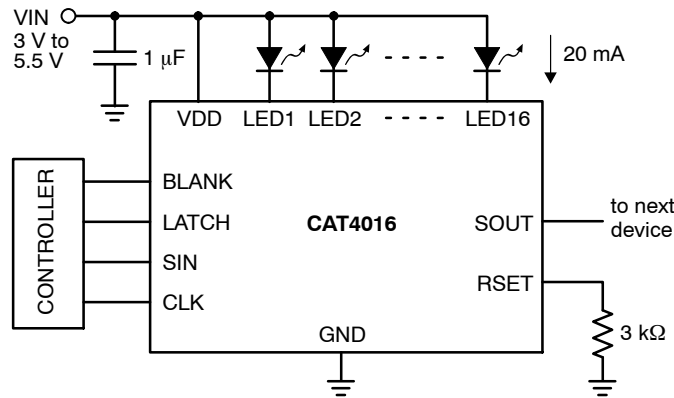 VIN
3 V to
5.5 V
1 μF
20 mA
VDD LED1 LED2 LED16
CONTROLLER
BLANK
LATCH
SIN
CLK
CAT4016
SOUT
to next
device
RSET
3 kΩ
GND